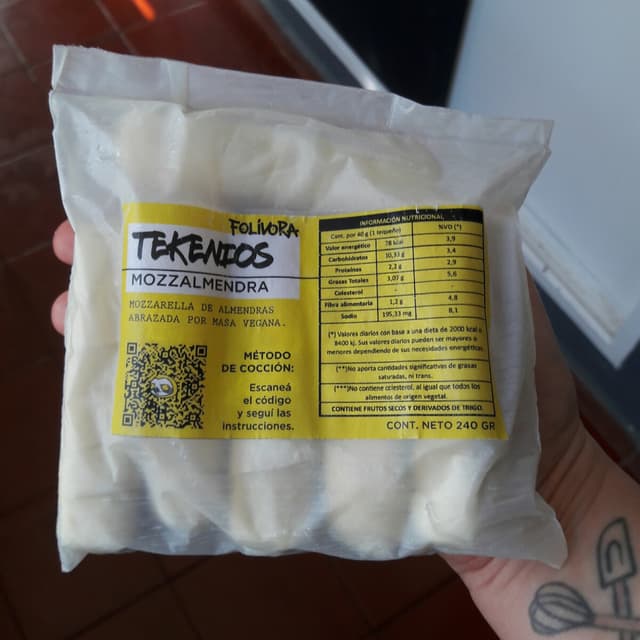 FOLÍVORA
TEKENIOS
MOZZALMENDRA
MOZZARELLA DE ALMENDRAS
ABRAZADA POR MASA VEGANA.
MÉTODO
DE COCCIÓN:
Escaneá
el código
y seguí las
instrucciones.
INFORMACIÓN NUTRICIONAL
Cant. por 40 g (1 tequeño) %VD (*)
Valor energético 78 kcal 3,9
Carbohidratos 10,33 g 3,4
Proteínas 2,2 g 2,9
Grasas Totales 3,07 g 5,6
Colesterol - -
Fibra alimentaria 1,2 g 4,8
Sodio 195,33 mg 8,1
(*) Valores diarios con base a una dieta de 2000 kcal o
8400 kj. Sus valores diarios pueden ser mayores o
menores dependiendo de sus necesidades energéticas.
(**)No aporta cantidades significativas de grasas
saturadas, ni trans.
(***)No contiene colesterol, al igual que todos los
alimentos de origen vegetal.
CONTIENE FRUTOS SECOS Y DERIVADOS DE TRIGO.
CONT. NETO 240 GR